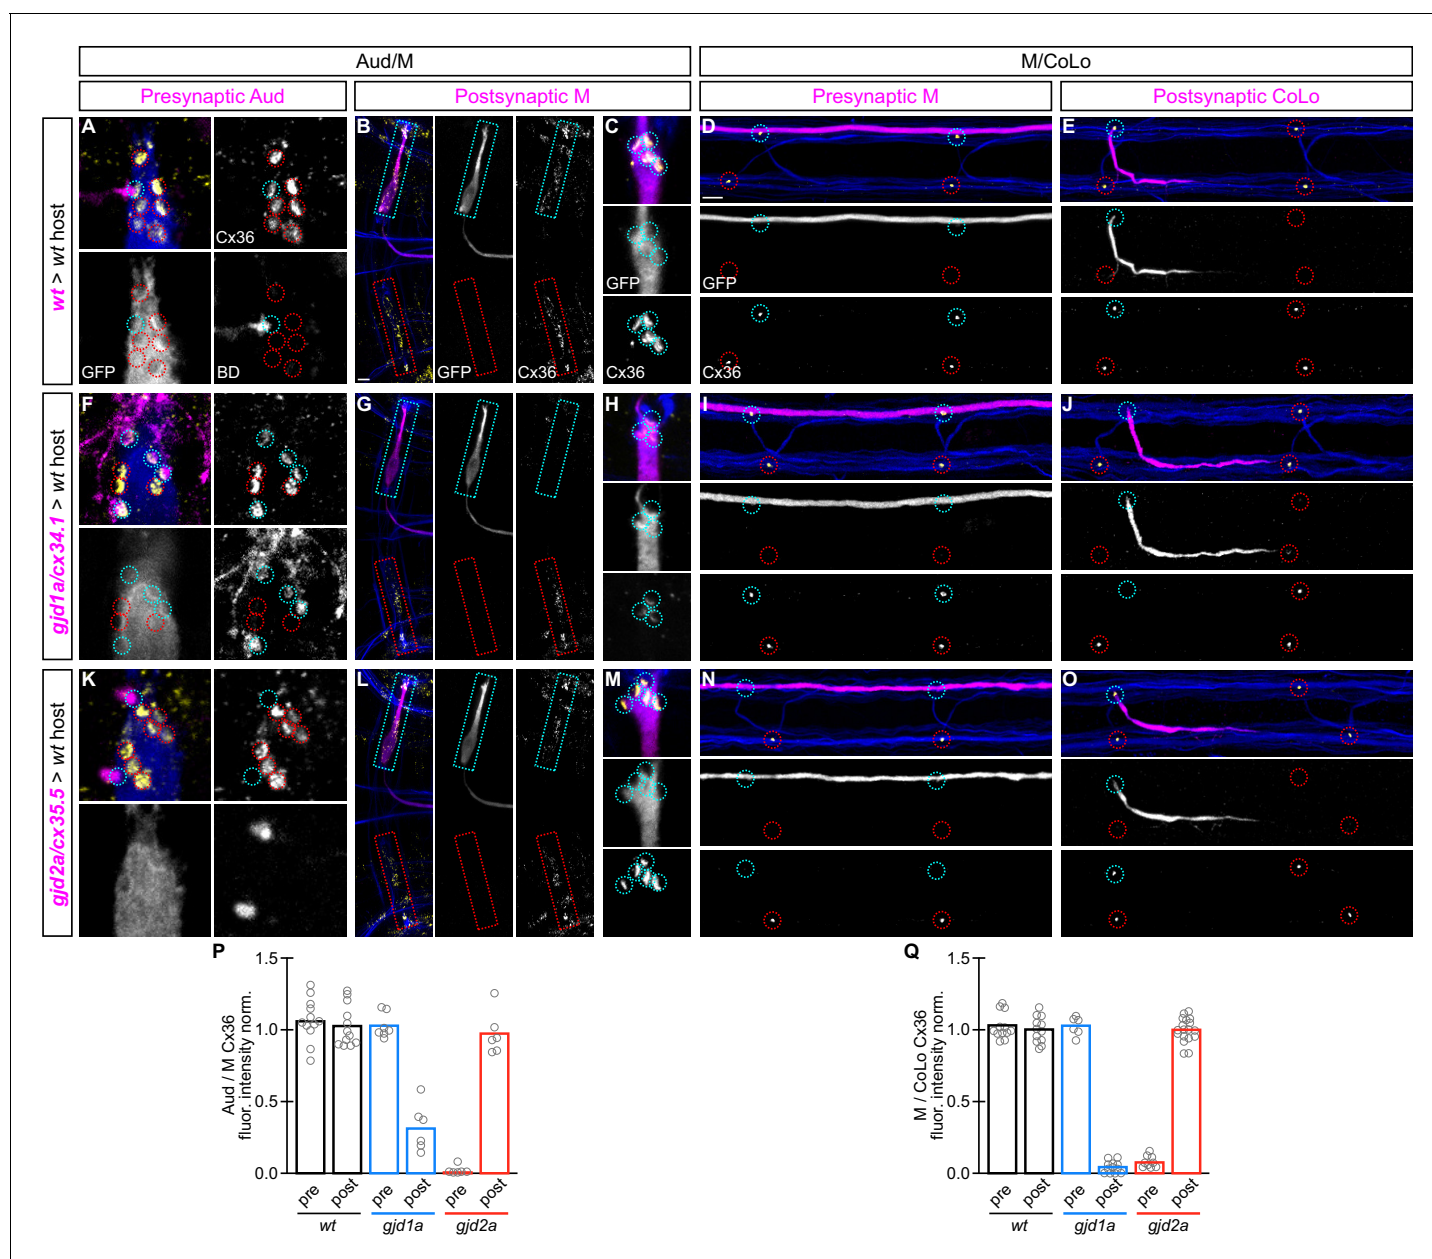 Aud/M
M/CoLo
Presynaptic Aud
Postsynaptic M
Presynaptic M
Postsynaptic CoLo
wt > wt host
A
Cx36
GFP
BD
B
GFP
Cx36
C
GFP
Cx36
D
GFP
Cx36
E
gjd1a/cx34.1 > wt host
F
G
H
I
J
gjd2a/cx35.5 > wt host
K
L
M
N
O
P
Aud / M Cx36
fluor. intensity norm.
1.5
1.0
0.5
0.0
pre
post
pre
post
pre
post
wt
gjd1a
gjd2a
Q
M / CoLo Cx36
fluor. intensity norm.
1.5
1.0
0.5
0.0
pre
post
pre
post
pre
post
wt
gjd1a
gjd2a